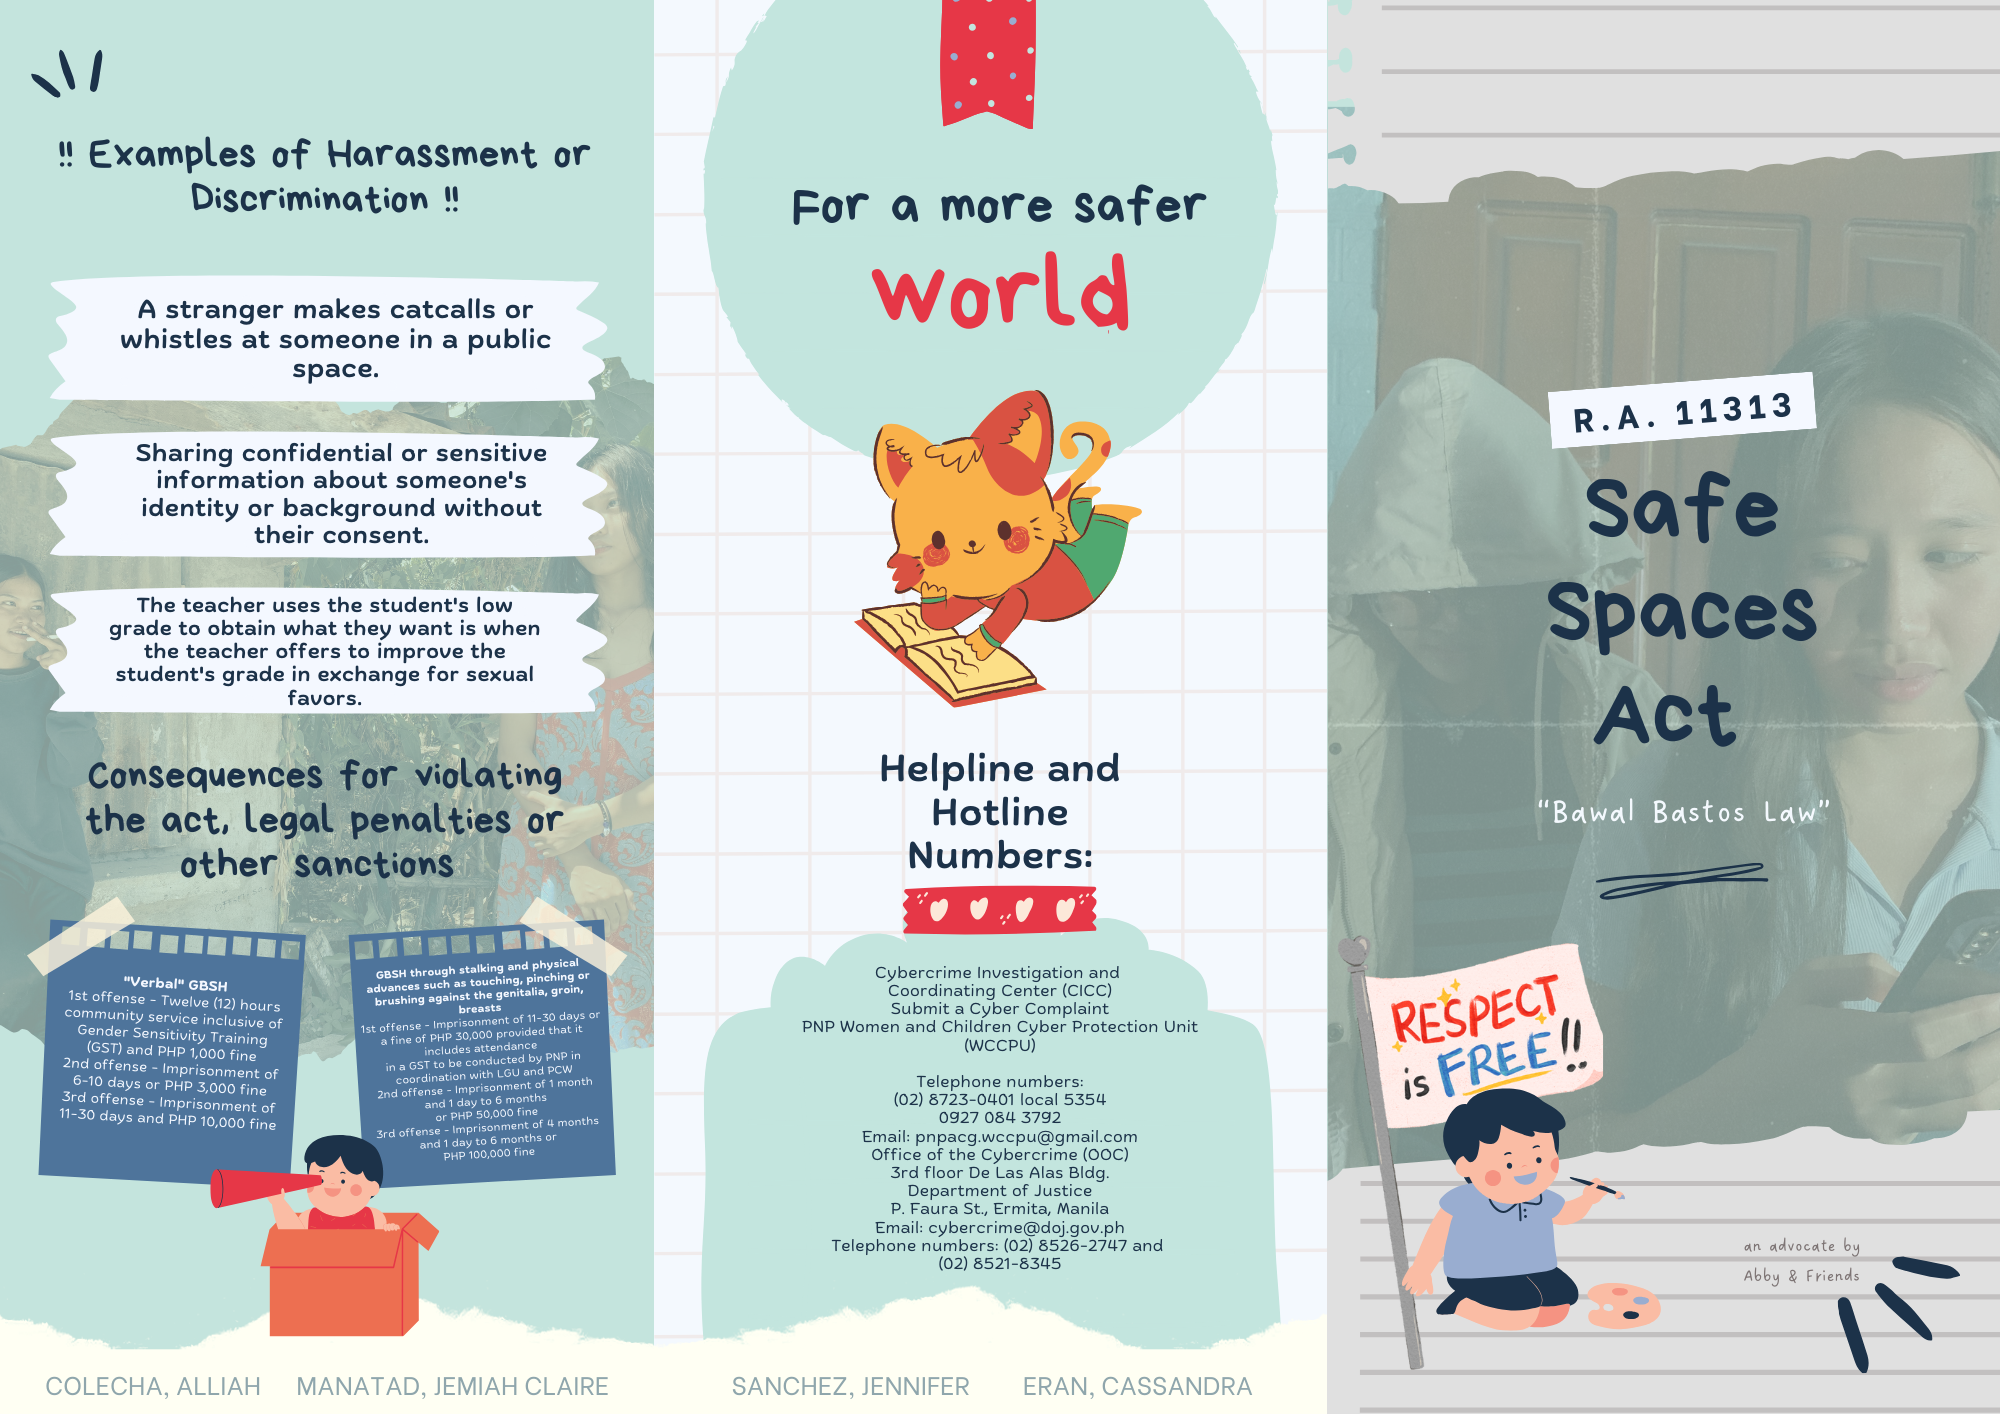 !! Examples of Harassment or
Discrimination !!
A stranger makes catcalls or
whistles at someone in a public
space.
Sharing confidential or sensitive
information about someone's
identity or background without
their consent.
The teacher uses the student's low
grade to obtain what they want is when
the teacher offers to improve the
student's grade in exchange for sexual
favors.
Consequences for violating
the act, legal penalties or
other sanctions
"Verbal" GBSH
1st offense - Twelve (12) hours
community service inclusive of
Gender Sensitivity Training
(GST) and PHP 1,000 fine
2nd offense - Imprisonment of
6-10 days or PHP 3,000 fine
3rd offense - Imprisonment of
11-30 days and PHP 10,000 fine
GBSH through stalking and physical
advances such as touching, pinching or
brushing against the genitalia, groin,
breasts
1st offense - Imprisonment of 11-30 days or
a fine of PHP 30,000 provided that it
includes attendance
in a GST to be conducted by PNP in
coordination with LGU and PCW
2nd offense - Imprisonment of 1 month
and 1 day to 6 months
or PHP 50,000 fine
3rd offense - Imprisonment of 4 months
and 1 day to 6 months or
PHP 100,000 fine
COLECHA, ALLIAH MANATAD, JEMIAH CLAIRE
For a more safer
world
Helpline and
Hotline
Numbers:
Cybercrime Investigation and
Coordinating Center (CICC)
Submit a Cyber Complaint
PNP Women and Children Cyber Protection Unit
(WCCPU)
Telephone numbers:
(02) 8723-0401 local 5354
0927 084 3792
Email: pnpacg.wccpu@gmail.com
Office of the Cybercrime (OOC)
3rd floor De Las Alas Bldg.
Department of Justice
P. Faura St., Ermita, Manila
Email: cybercrime@doj.gov.ph
Telephone numbers: (02) 8526-2747 and
(02) 8521-8345
SANCHEZ, JENNIFER ERAN, CASSANDRA
R.A. 11313
Safe
Spaces
Act
"Bawal Bastos Law"
RESPECT
is FREE!!
an advocate by
Abby & Friends